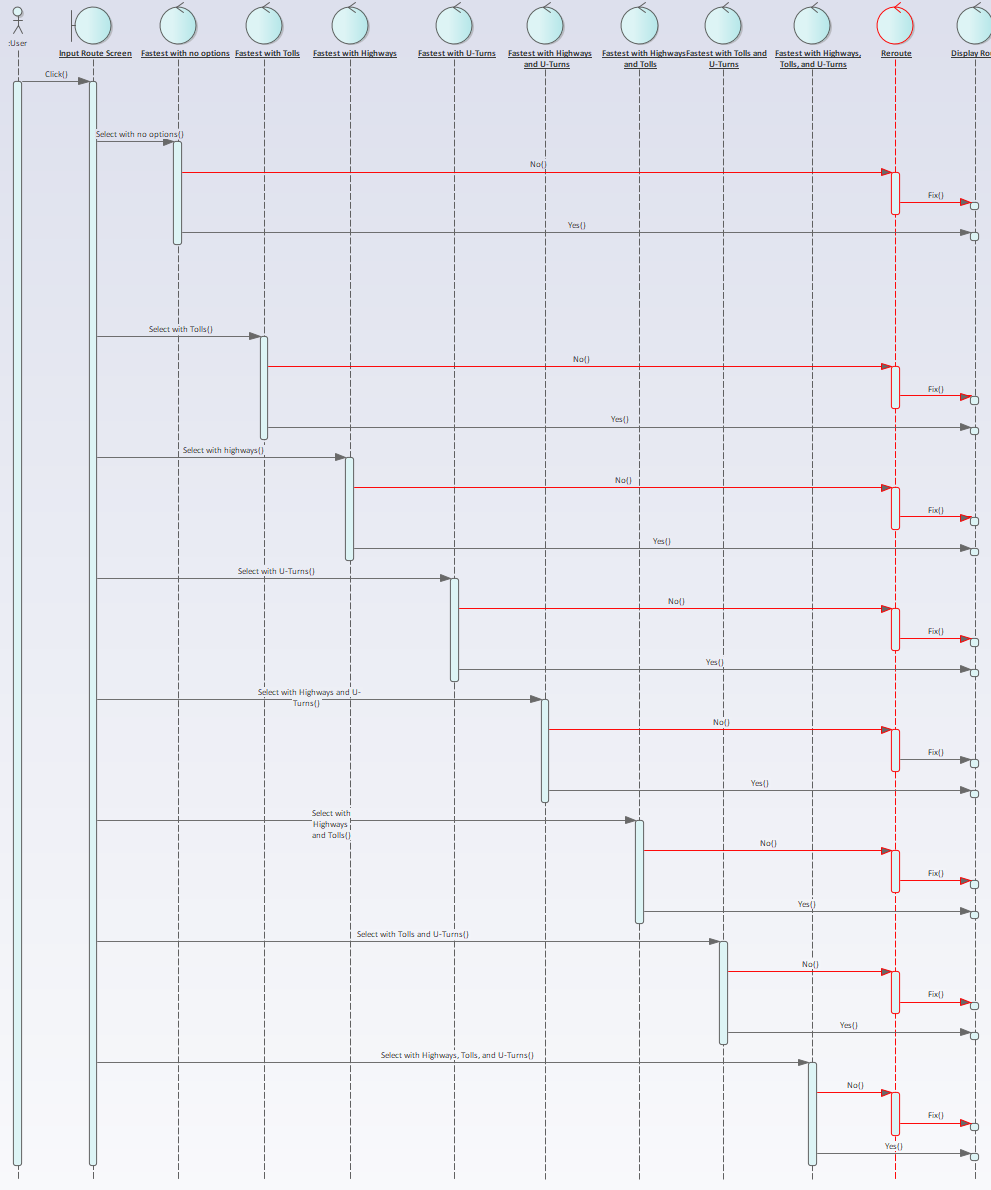 :User
Input Route Screen
Fastest with no options
Fastest with Tolls
Fastest with Highways
Fastest with U-Turns
Fastest with Highways
and U-Turns
Fastest with Highways
and Tolls
Fastest with Tolls and
U-Turns
Fastest with Highways,
Tolls, and U-Turns
Reroute
Display Ro
Click()
Select with no options()
No()
Fix()
Yes()
Select with Tolls()
No()
Fix()
Yes()
Select with highways()
No()
Fix()
Yes()
Select with U-Turns()
No()
Fix()
Yes()
Select with Highways and U-
Turns()
No()
Fix()
Yes()
Select with
Highways
and Tolls()
No()
Fix()
Yes()
Select with Tolls and U-Turns()
No()
Fix()
Yes()
Select with Highways, Tolls, and U-Turns()
No()
Fix()
Yes()